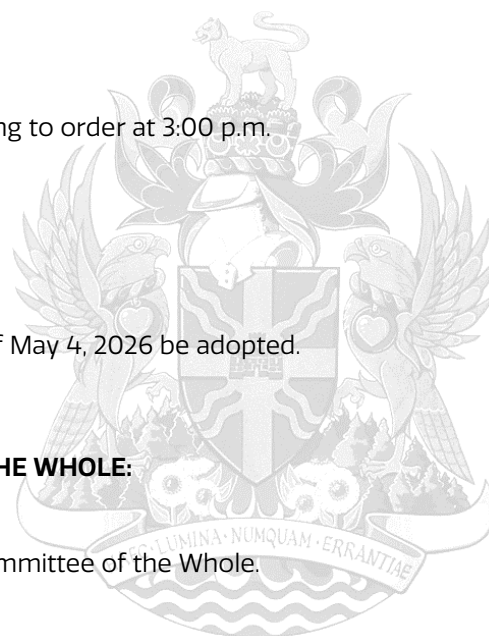 ng to order at 3:00 p.m.
f May 4, 2026 be adopted.
HE WHOLE:
mmittee of the Whole.
LUMINA · NUMQUAM · ERRANTIAE